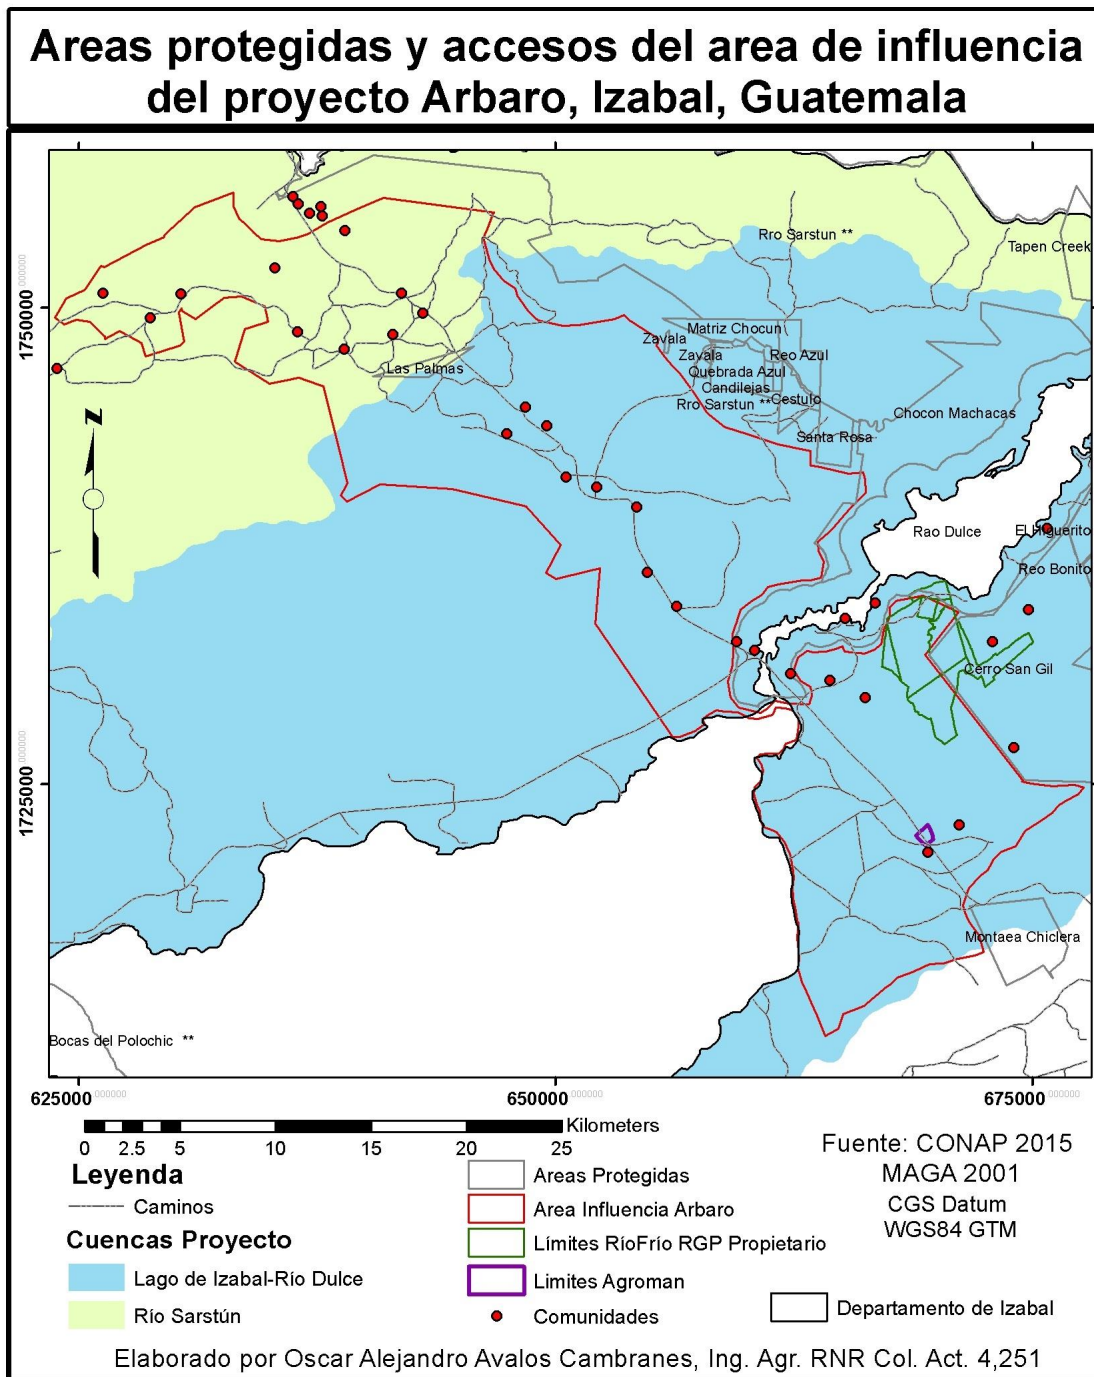 Areas protegidas y accesos del area de influencia
del proyecto Arbaro, Izabal, Guatemala
Rro Sarstun **
Tapen Creek
1750000 000000
Matriz Chocun
Zavala
Zavala
Reo Azul
Quebrada Azul
Las Palmas
Candilejas
Rro Sarstun **
Cestulo
Chocon Machacas
Santa Rosa
z
Rao Dulce
El Higuerito
Reo Bonito
Cerro San Gil
1725000 000000
Montaea Chiclera
Bocas del Polochic **
625000 000000
650000 000000
675000 000000
Kilometers
0 2.5 5 10 15 20 25
Leyenda
Caminos
Cuencas Proyecto
Lago de Izabal-Río Dulce
Río Sarstún
Areas Protegidas
Area Influencia Arbaro
Límites RíoFrío RGP Propietario
Limites Agroman
Comunidades
Departamento de Izabal
Fuente: CONAP 2015
MAGA 2001
CGS Datum
WGS84 GTM
Elaborado por Oscar Alejandro Avalos Cambranes, Ing. Agr. RNR Col. Act. 4,251